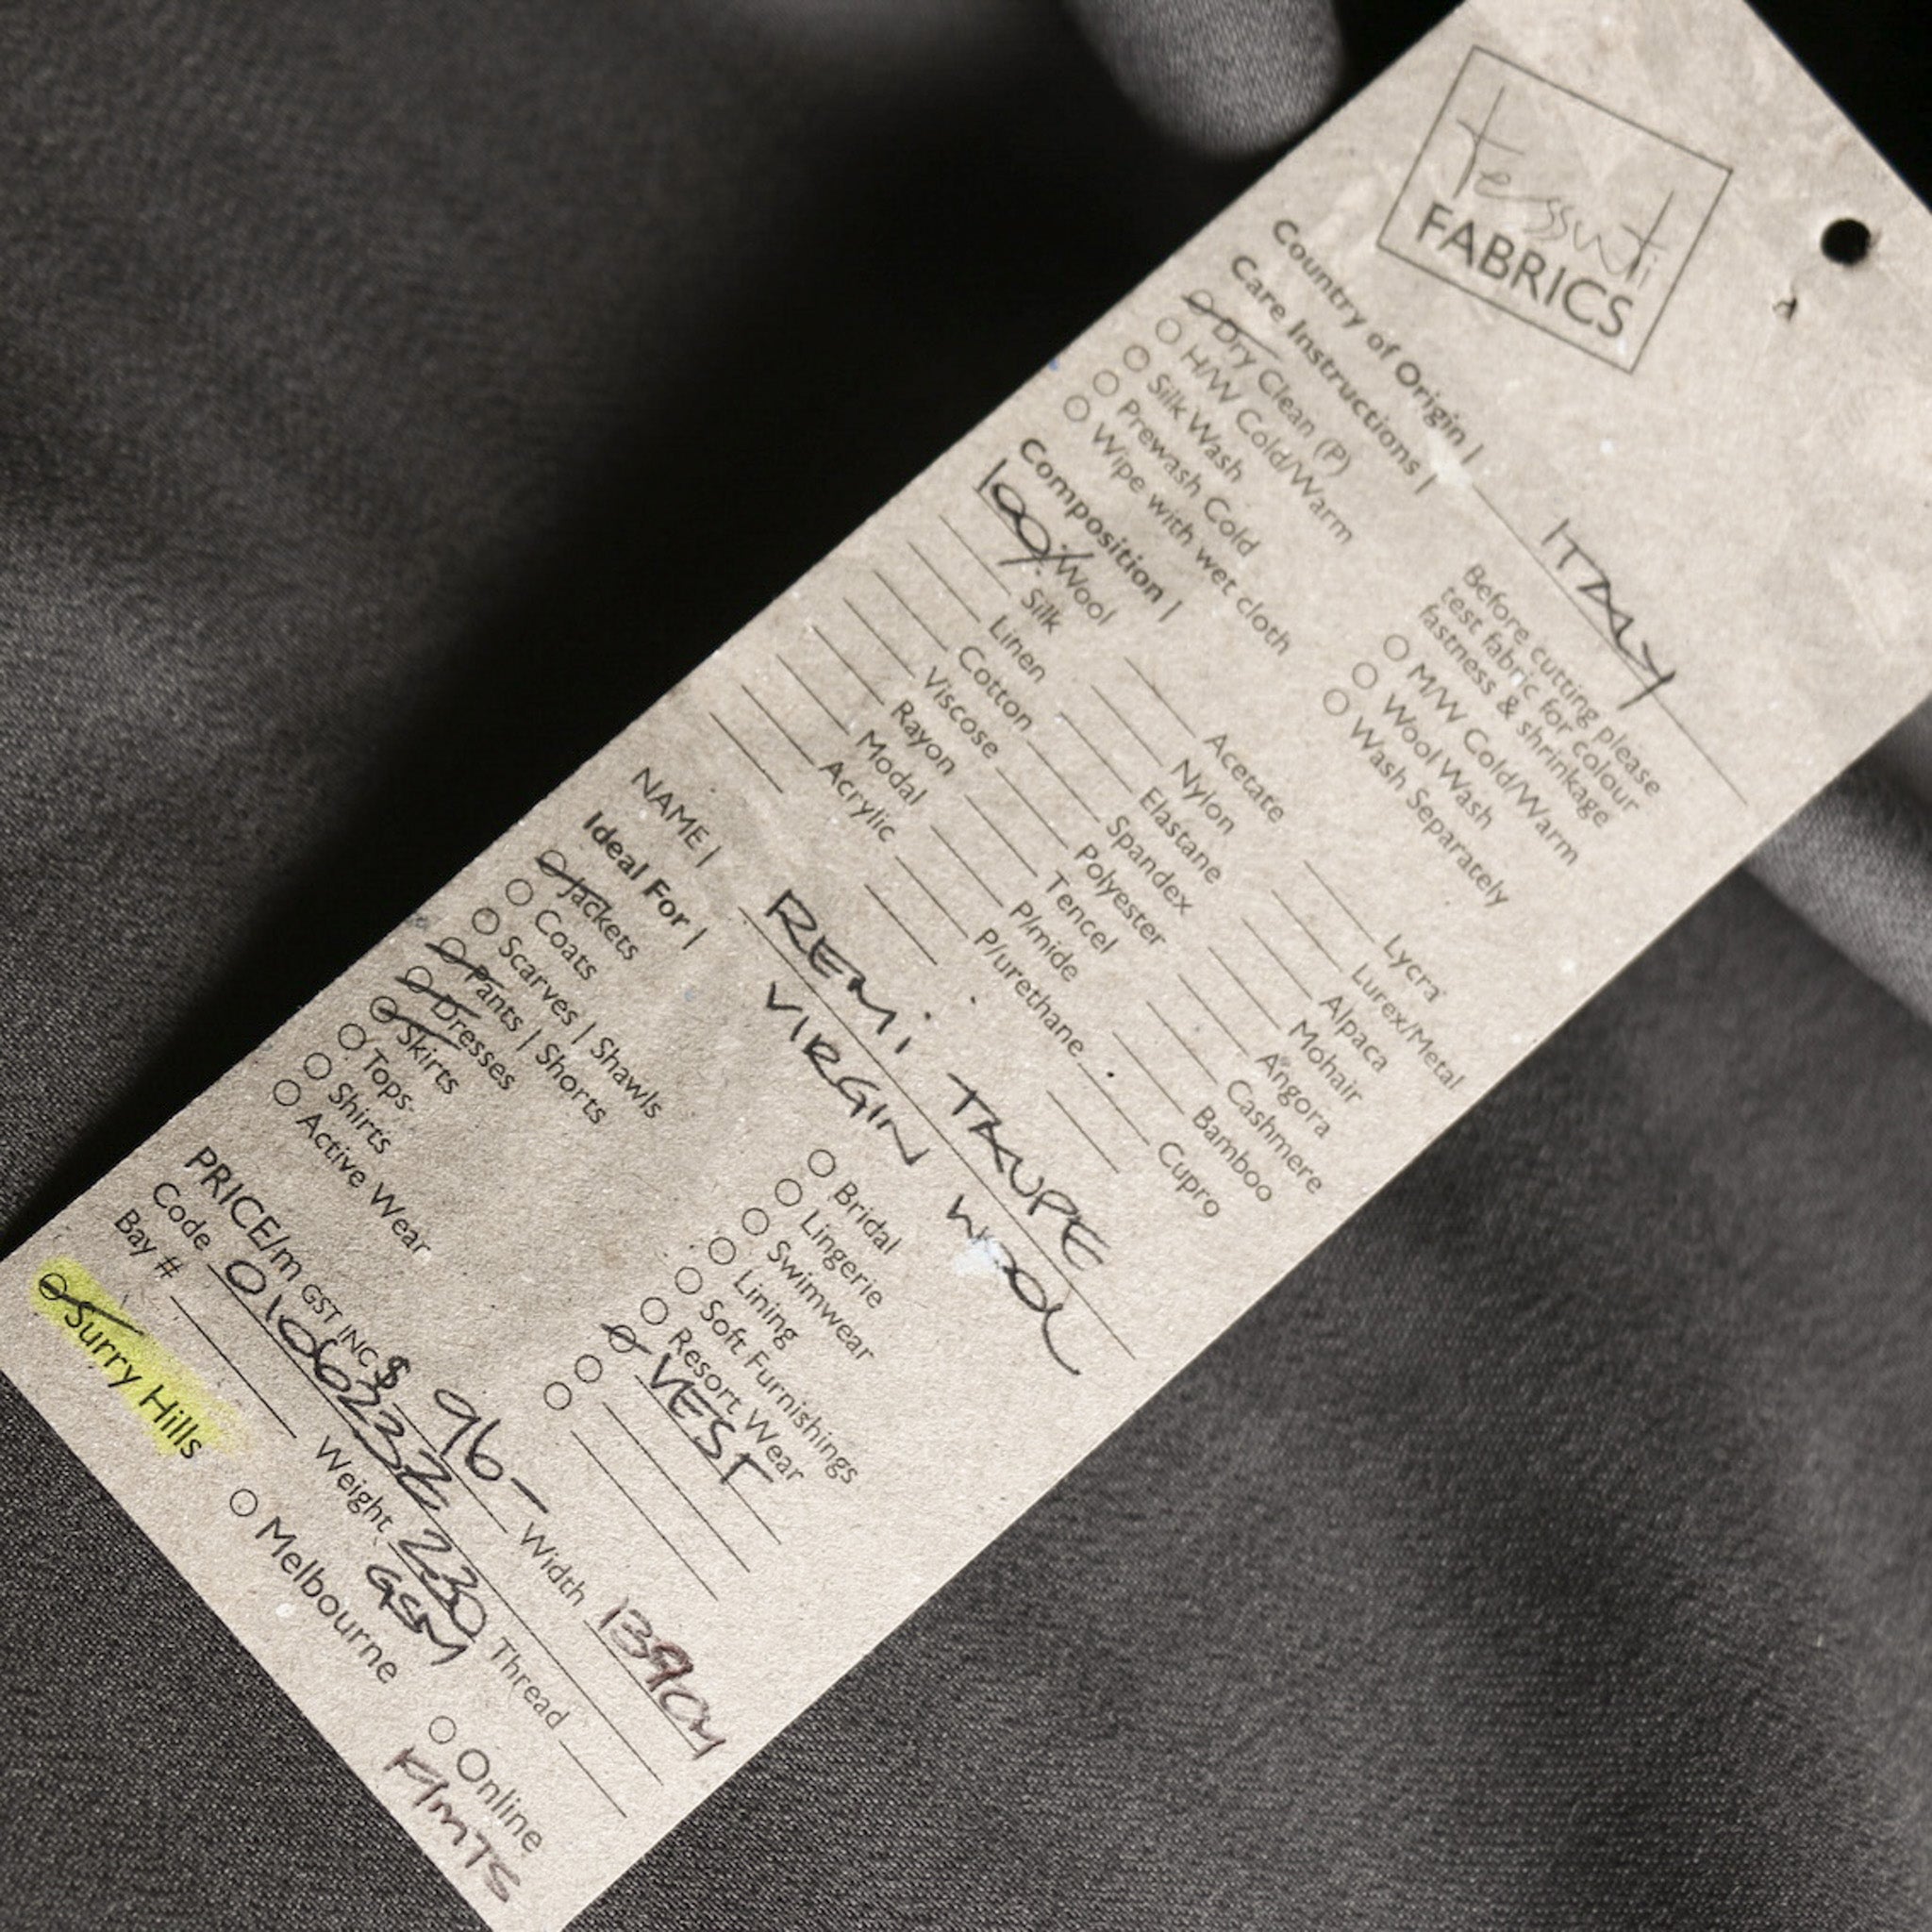 tessuti
FABRICS
Country of Origin | ITALY
Care Instructions |
Before cutting please
test fabric for colour
fastness & shrinkage
Dry Clean (P)
H/W Cold/Warm
Silk Wash
Prewash Cold
Wipe with wet cloth
M/W Cold/Warm
Wool Wash
Wash Separately
Composition |
100% Wool
Silk
Linen
Cotton
Viscose
Rayon
Modal
Acrylic
Acetate
Nylon
Elastane
Spandex
Polyester
Tencel
P/mide
P/urethane
Lycra
Lurex/Metal
Alpaca
Mohair
Angora
Cashmere
Bamboo
Cupro
NAME | REMI TAUPE
VIRGIN WOOL
Ideal For |
Jackets
Coats
Scarves | Shawls
Pants | Shorts
Dresses
Skirts
Tops
Shirts
Active Wear
Bridal
Lingerie
Swimwear
Lining
Soft Furnishings
Resort Wear
VEST
PRICE/m GST INC $ 96- Width 139CM
Code
Weight 230 GSM
Bay #
Thread
Surry Hills
Melbourne
Online